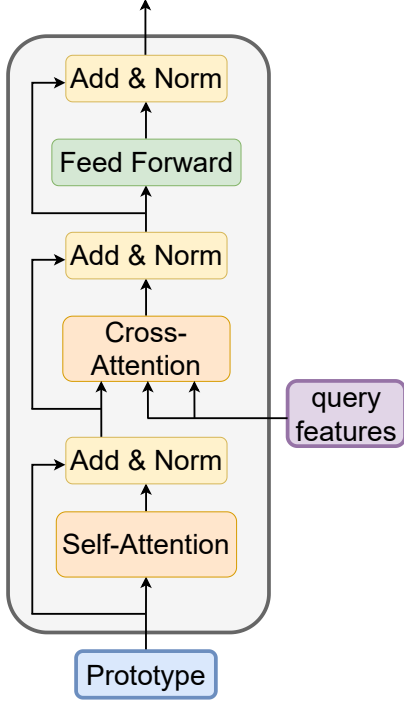 Add & Norm
Feed Forward
Add & Norm
Cross-
Attention
query
features
Add & Norm
Self-Attention
Prototype